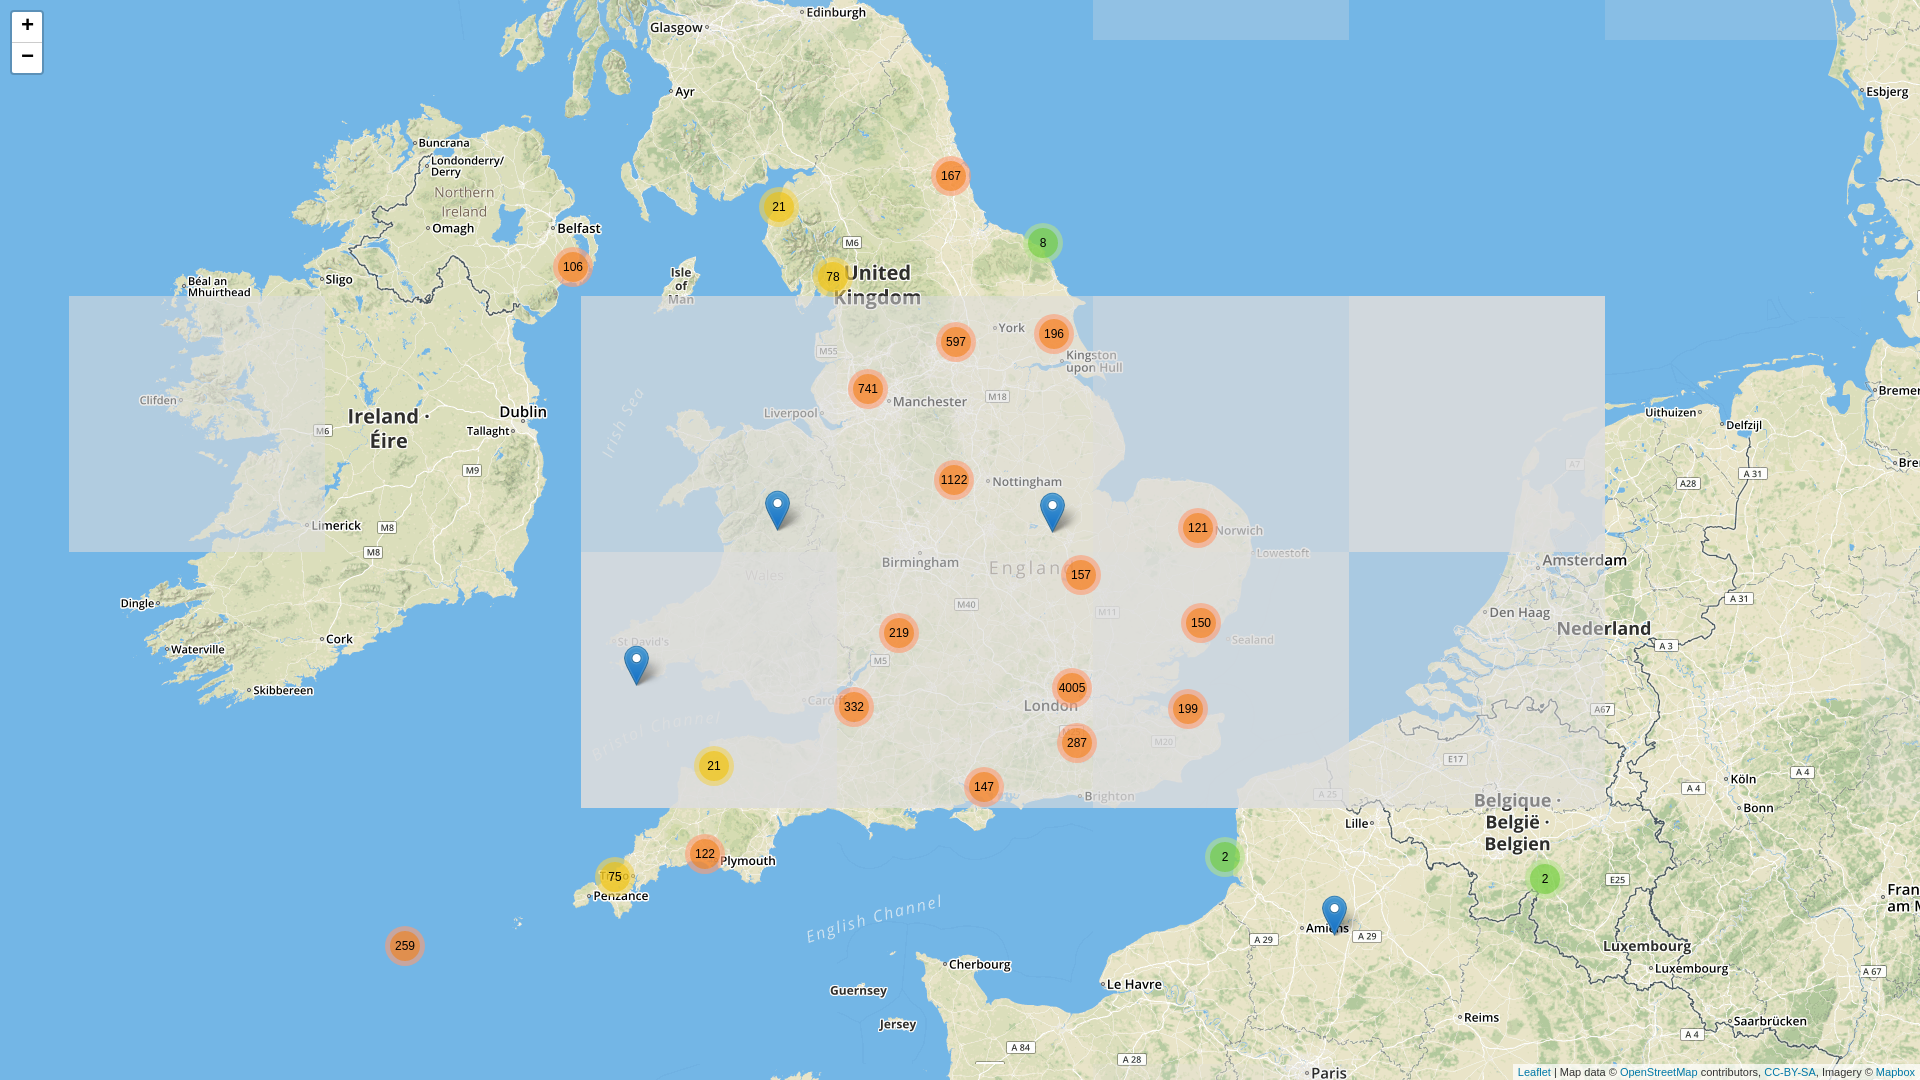 +
−
Edinburgh
Glasgow
Ayr
Esbjerg
Buncrana
Londonderry/
Derry
Northern
Ireland
Omagh
Belfast
167
21
8
M6
106
78
United
Kingdom
Isle
of
Man
Sligo
Béal an
Mhuirthead
York
196
597
M55
Kingston
upon Hull
741
Manchester
M18
Liverpool
Clifden
Irish Sea
Ireland ·
Éire
Dublin
Tallaght
M6
M9
Uithuizen
Delfzijl
A7
A 31
A28
1122
Nottingham
121
Norwich
Lowestoft
Limerick
M8
M8
Birmingham
England
157
Wales
Amsterdam
M40
M11
Den Haag
A 31
Nederland
A 3
Dingle
Cork
Waterville
Skibbereen
219
150
Sealand
St David's
M5
4005
London
199
332
Bristol Channel
287
M20
A67
E17
21
147
Brighton
A 25
Belgique ·
België ·
Belgien
Lille
Köln
A 4
A 4
Bonn
122
Plymouth
75
Penzance
2
2
E25
English Channel
259
Amiens
A 29
A 29
Luxembourg
Luxembourg
A 67
Cherbourg
Le Havre
Guernsey
Jersey
Reims
Saarbrücken
A 84
A 28
A 4
Paris
Leaflet | Map data © OpenStreetMap contributors, CC-BY-SA, Imagery © Mapbox